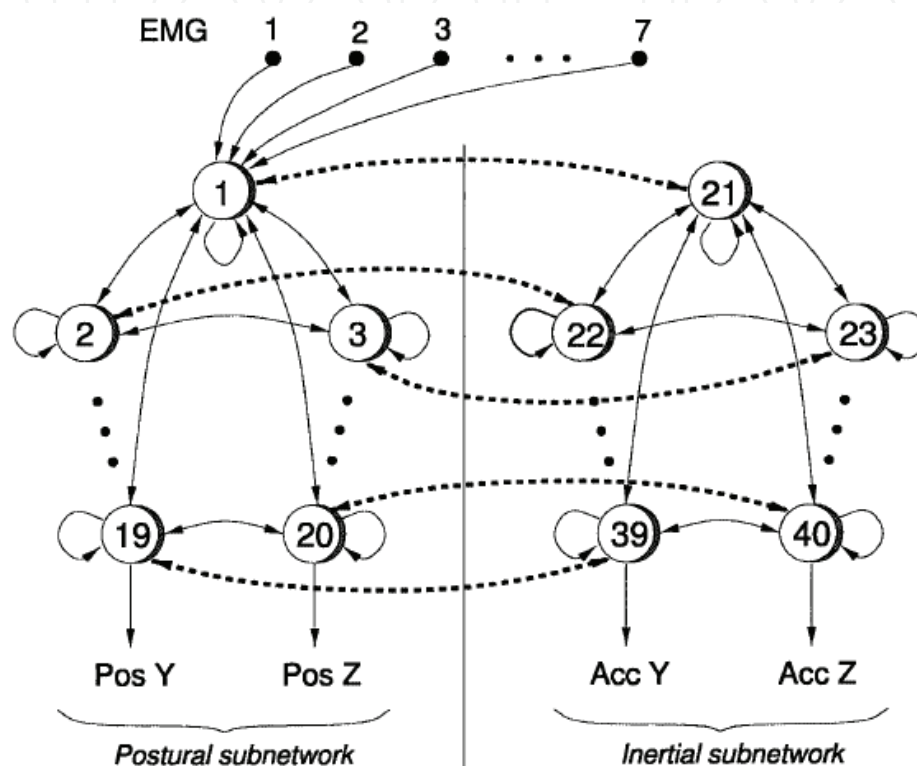 EMG 1 2 3 7
1 21
2 3 22 23
19 20 39 40
Pos Y Pos Z Acc Y Acc Z
Postural subnetwork Inertial subnetwork